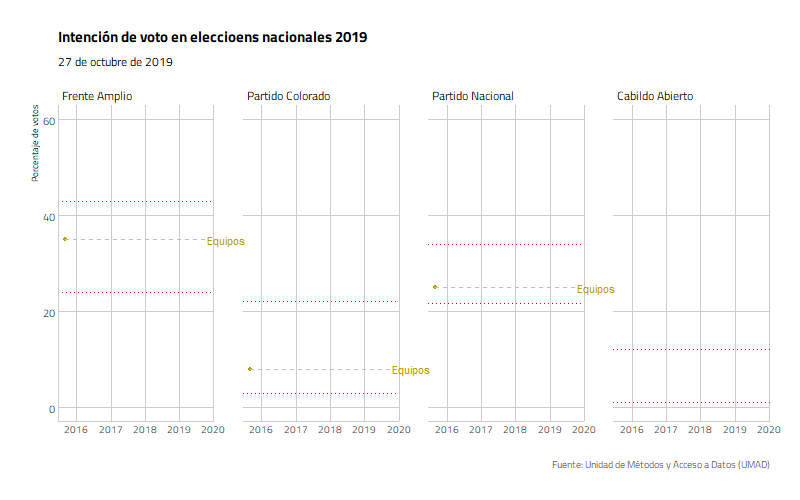 Intención de voto en eleccioens nacionales 2019
27 de octubre de 2019
Frente Amplio
Partido Colorado
Partido Nacional
Cabildo Abierto
Porcentaje de votos
60
40
20
0
Equipos
Equipos
Equipos
2016 2017 2018 2019 2020
2016 2017 2018 2019 2020
2016 2017 2018 2019 2020
2016 2017 2018 2019 2020
Fuente: Unidad de Métodos y Acceso a Datos (UMAD)